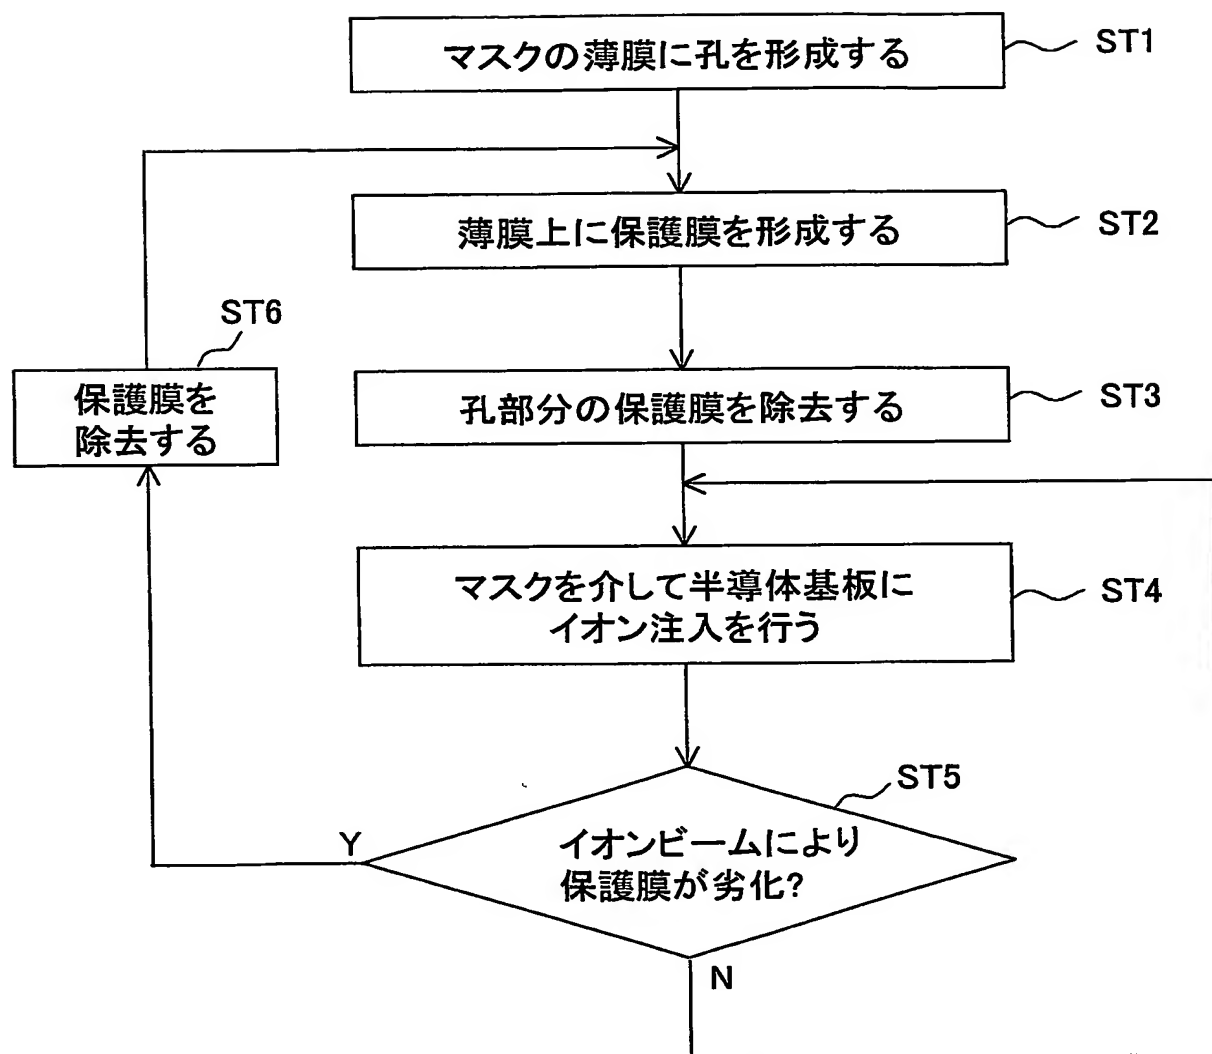 マスクの薄膜に孔を形成する
ST1
薄膜上に保護膜を形成する
ST2
ST6
保護膜を
除去する
孔部分の保護膜を除去する
ST3
マスクを介して半導体基板に
イオン注入を行う
ST4
ST5
イオンビームにより
保護膜が劣化?
Y
N